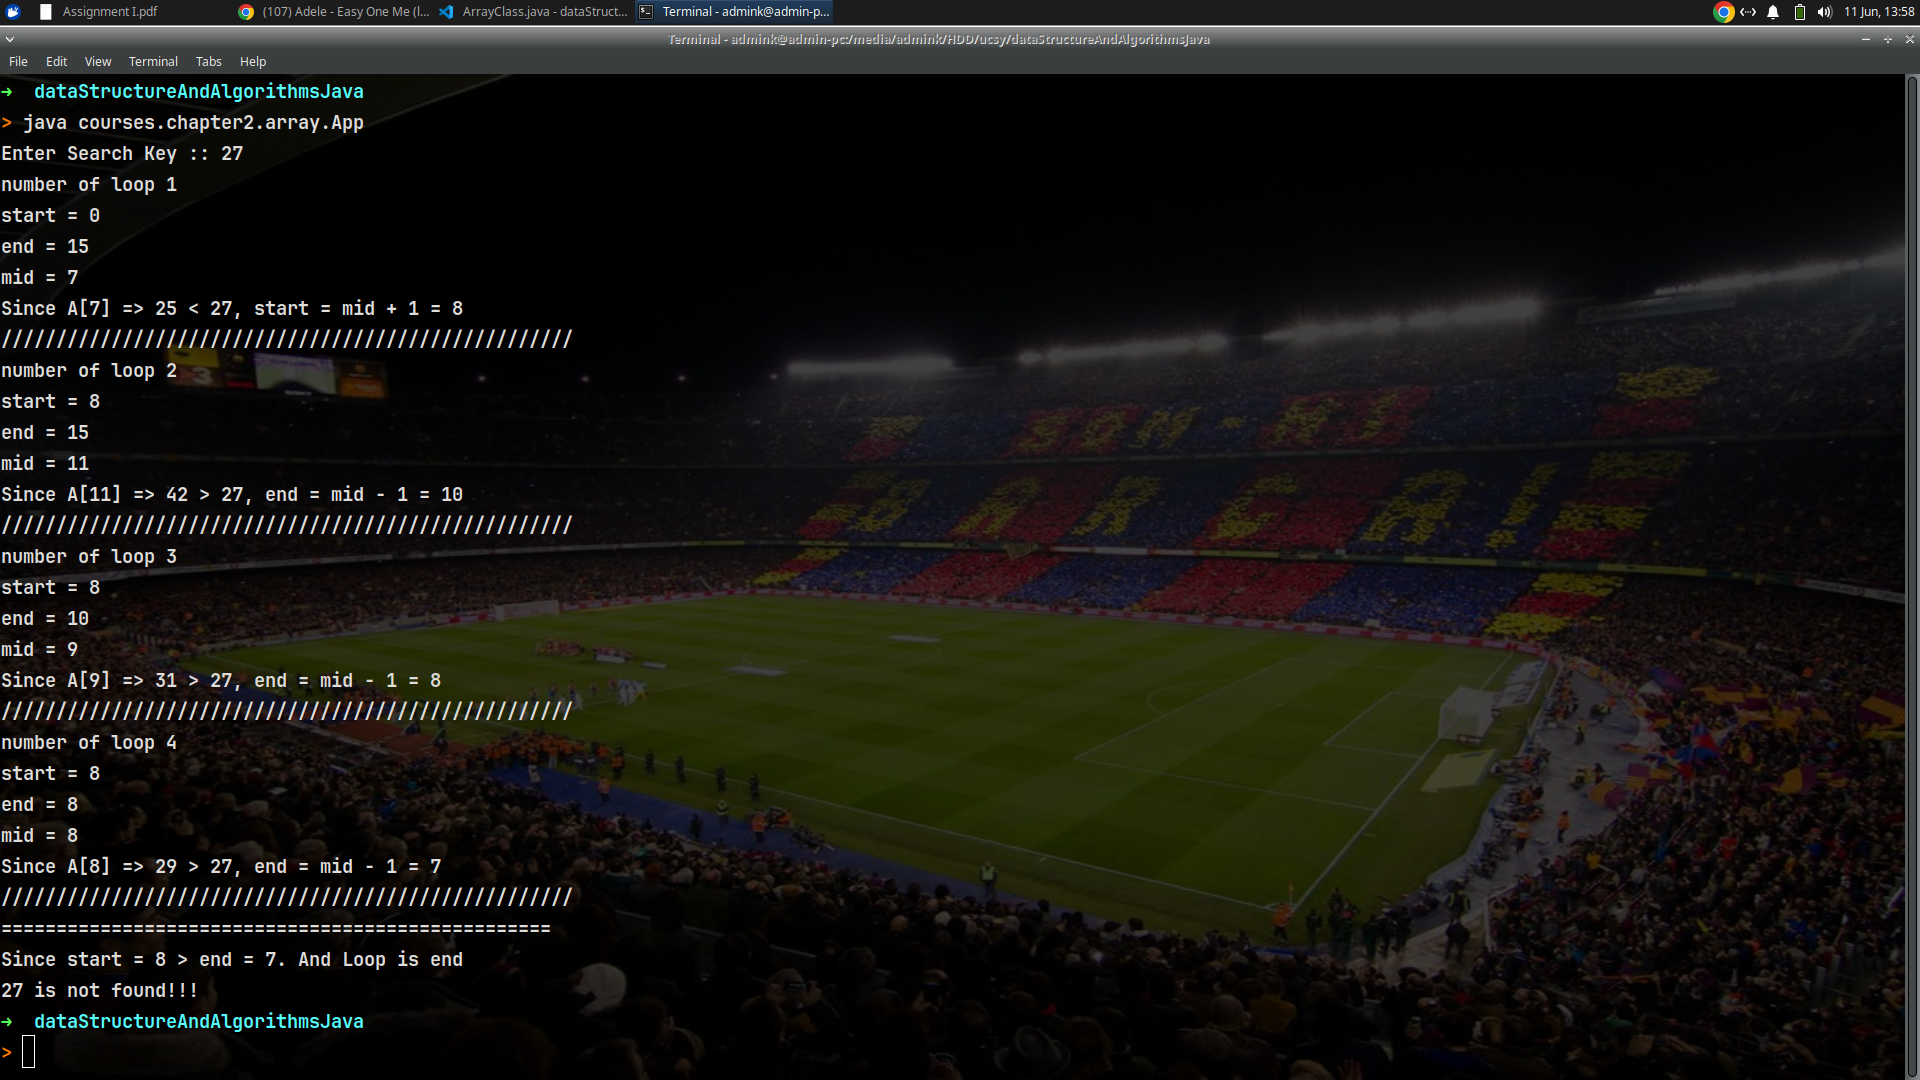 Assignment I.pdf
(107) Adele - Easy One Me (l...
ArrayClass.java - dataStruct...
Terminal - admink@admin-p...
11 Jun, 13:58
Terminal - admink@admin-pc:/media/admink/HDD/ucsy/dataStructureAndAlgorithmsJava
File Edit View Terminal Tabs Help
→ dataStructureAndAlgorithmsJava
> java courses.chapter2.array.App
Enter Search Key :: 27
number of loop 1
start = 0
end = 15
mid = 7
Since A[7] => 25 < 27, start = mid + 1 = 8
////////////////////////////////////////////////////
number of loop 2
start = 8
end = 15
mid = 11
Since A[11] => 42 > 27, end = mid - 1 = 10
////////////////////////////////////////////////////
number of loop 3
start = 8
end = 10
mid = 9
Since A[9] => 31 > 27, end = mid - 1 = 8
////////////////////////////////////////////////////
number of loop 4
start = 8
end = 8
mid = 8
Since A[8] => 29 > 27, end = mid - 1 = 7
////////////////////////////////////////////////////
==================================================
Since start = 8 > end = 7. And Loop is end
27 is not found!!!
→ dataStructureAndAlgorithmsJava
>
SOM
BARÇA!